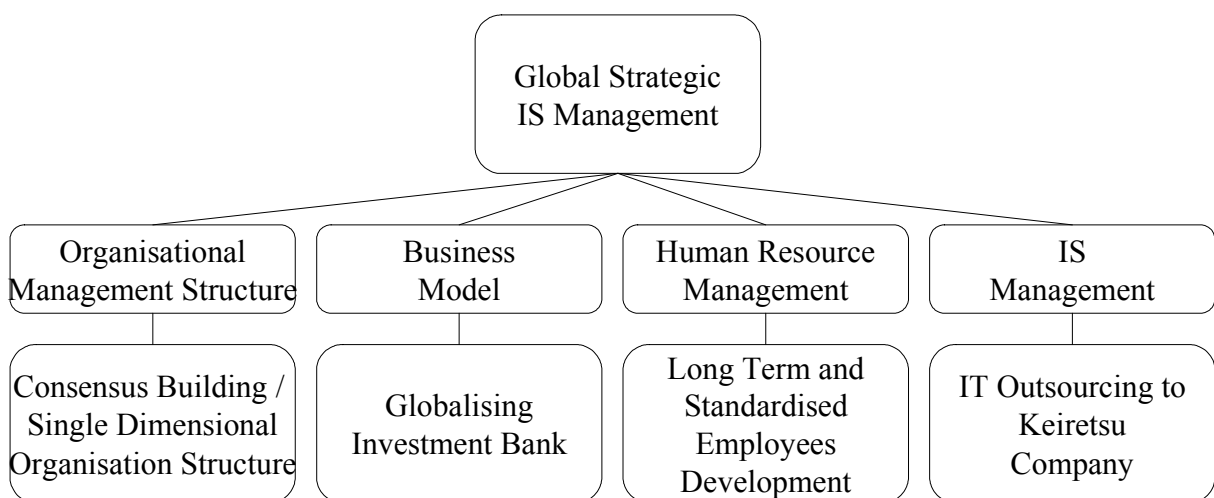 Global Strategic
IS Management
Organisational
Management Structure
Business
Model
Human Resource
Management
IS
Management
Consensus Building /
Single Dimensional
Organisation Structure
Globalising
Investment Bank
Long Term and
Standardised
Employees
Development
IT Outsourcing to
Keiretsu
Company